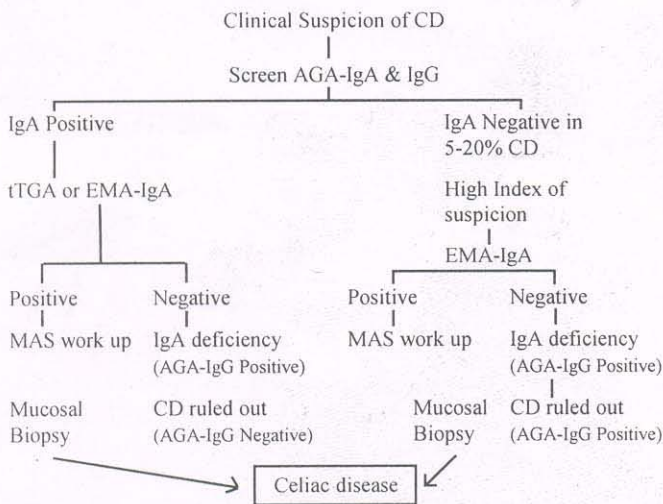 Clinical Suspicion of CD
Screen AGA-IgA & IgG
IgA Positive
IgA Negative in
5-20% CD
tTGA or EMA-IgA
High Index of
suspicion
EMA-IgA
Positive
Negative
Positive
Negative
MAS work up
IgA deficiency
(AGA-IgG Positive)
MAS work up
IgA deficiency
(AGA-IgG Positive)
Mucosal
Biopsy
CD ruled out
(AGA-IgG Negative)
Mucosal
Biopsy
CD ruled out
(AGA-IgG Positive)
Celiac disease